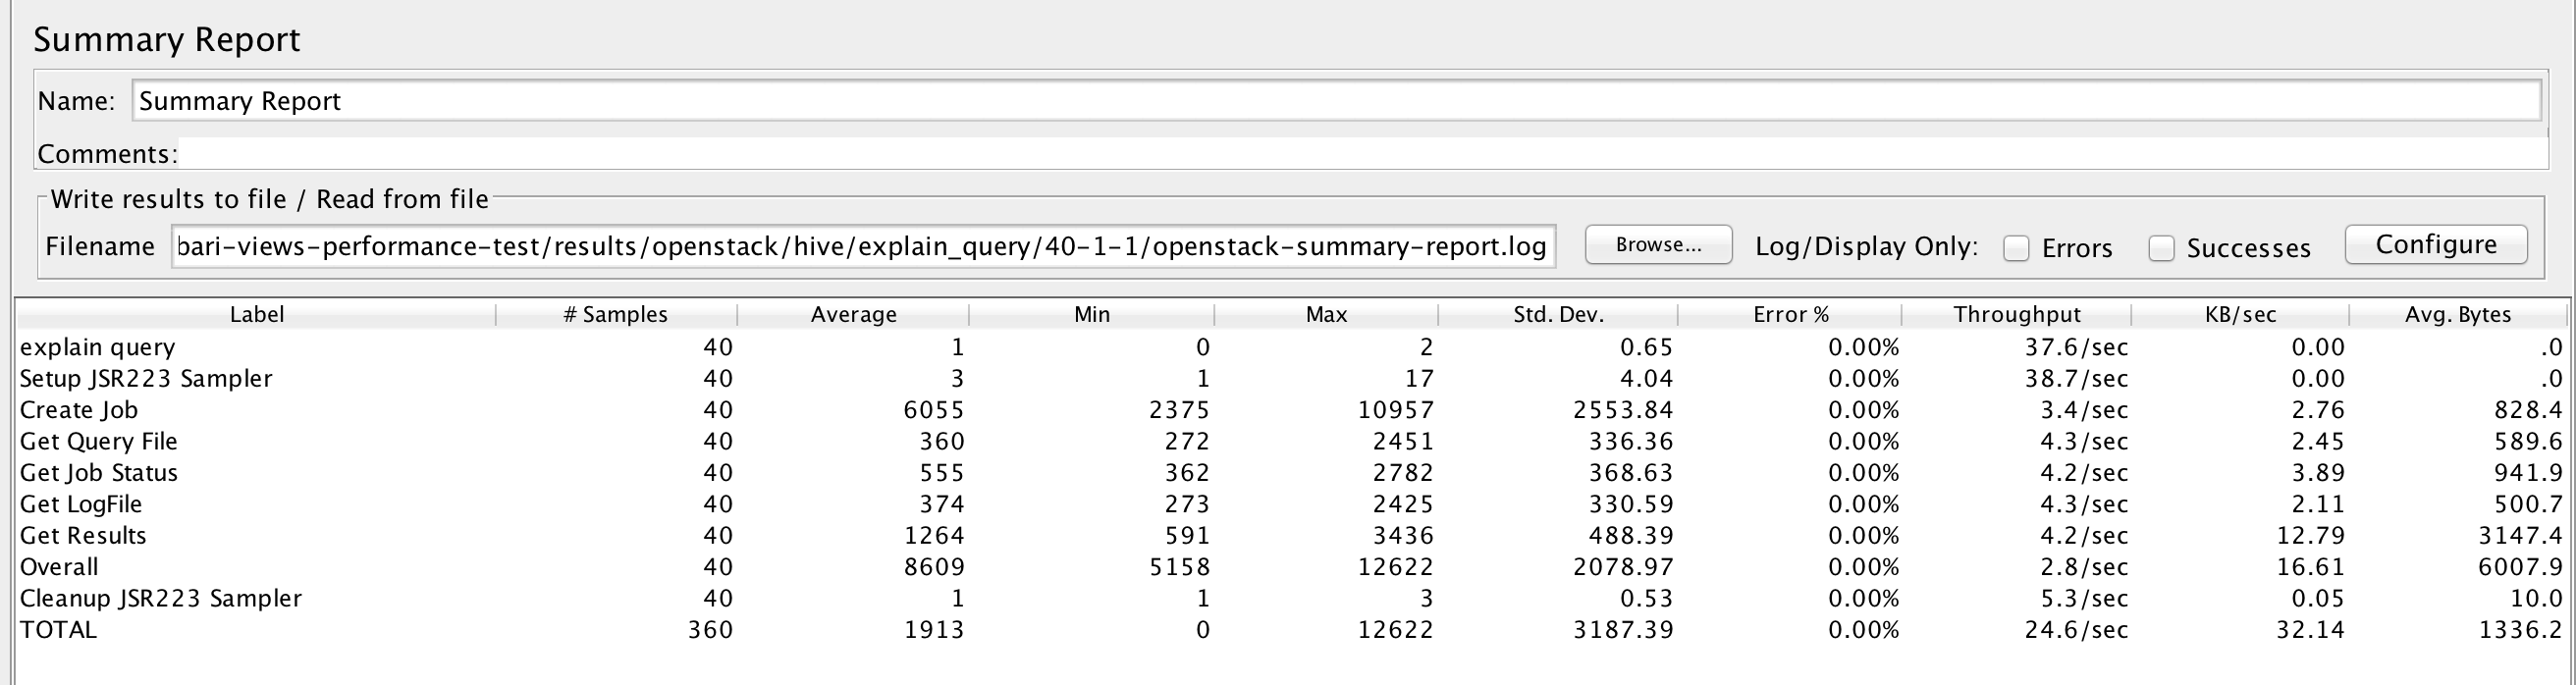 Summary Report
Name: Summary Report
Comments:
Write results to file / Read from file
Filename bari-views-performance-test/results/openstack/hive/explain_query/40-1-1/openstack-summary-report.log Browse... Log/Display Only: Errors Successes Configure
Label # Samples Average Min Max Std. Dev. Error % Throughput KB/sec Avg. Bytes
explain query 40 1 0 2 0.65 0.00% 37.6/sec 0.00 .0
Setup JSR223 Sampler 40 3 1 17 4.04 0.00% 38.7/sec 0.00 .0
Create Job 40 6055 2375 10957 2553.84 0.00% 3.4/sec 2.76 828.4
Get Query File 40 360 272 2451 336.36 0.00% 4.3/sec 2.45 589.6
Get Job Status 40 555 362 2782 368.63 0.00% 4.2/sec 3.89 941.9
Get LogFile 40 374 273 2425 330.59 0.00% 4.3/sec 2.11 500.7
Get Results 40 1264 591 3436 488.39 0.00% 4.2/sec 12.79 3147.4
Overall 40 8609 5158 12622 2078.97 0.00% 2.8/sec 16.61 6007.9
Cleanup JSR223 Sampler 40 1 1 3 0.53 0.00% 5.3/sec 0.05 10.0
TOTAL 360 1913 0 12622 3187.39 0.00% 24.6/sec 32.14 1336.2